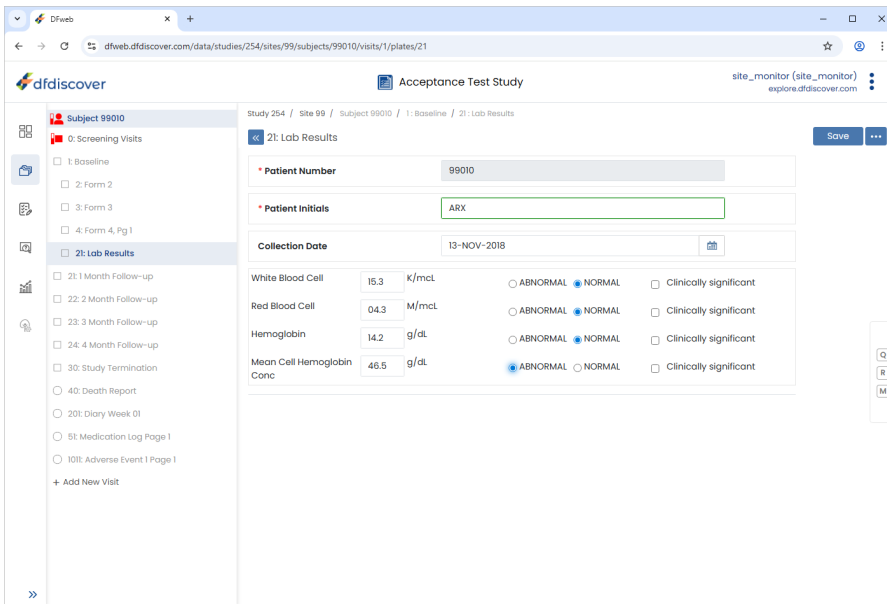 DFweb
dfweb.dfdiscover.com/data/studies/254/sites/99/subjects/99010/visits/1/plates/21
dfdiscover
Acceptance Test Study
site_monitor (site_monitor)
explore.dfdiscover.com
Subject 99010
0: Screening Visits
1: Baseline
2: Form 2
3: Form 3
4: Form 4, Pg 1
21: Lab Results
21: 1 Month Follow-up
22: 2 Month Follow-up
23: 3 Month Follow-up
24: 4 Month Follow-up
30: Study Termination
40: Death Report
201: Diary Week 01
51: Medication Log Page 1
1011: Adverse Event 1 Page 1
+ Add New Visit
Study 254 / Site 99 / Subject 99010 / 1 : Baseline / 21 : Lab Results
21: Lab Results
Save
* Patient Number 99010
* Patient Initials ARX
Collection Date 13-NOV-2018
White Blood Cell 15.3 K/mcL ABNORMAL NORMAL Clinically significant
Red Blood Cell 04.3 M/mcL ABNORMAL NORMAL Clinically significant
Hemoglobin 14.2 g/dL ABNORMAL NORMAL Clinically significant
Mean Cell Hemoglobin 46.5 g/dL ABNORMAL NORMAL Clinically significant
Conc
Q
R
M